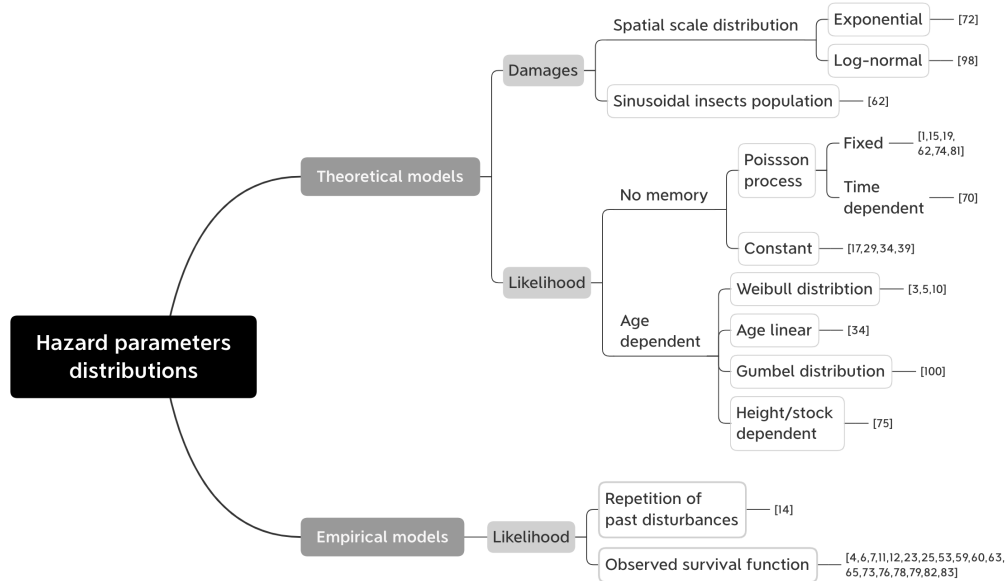 Hazard parameters
distributions
Theoretical models
Damages
Spatial scale distribution
Exponential
[72]
Log-normal
[98]
Sinusoidal insects population
[62]
Likelihood
No memory
Poissson
process
Fixed
[1,15,19,
62,74,81]
Time
dependent
[70]
Constant
[17,29,34,39]
Age
dependent
Weibull distribtion
[3,5,10]
Age linear
[34]
Gumbel distribution
[100]
Height/stock
dependent
[75]
Empirical models
Likelihood
Repetition of
past disturbances
[14]
Observed survival function
[4,6,7,11,12,23,25,53,59,60,63,
65,73,76,78,79,82,83]